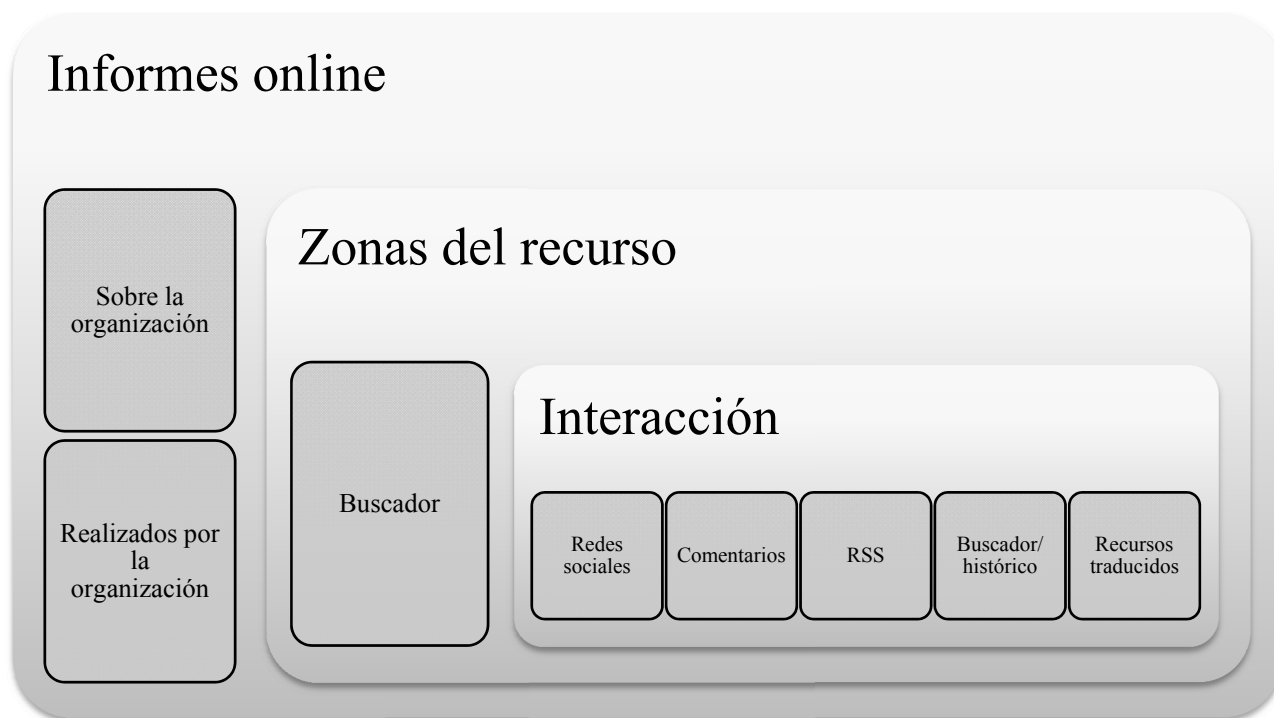 Informes online
Sobre la
organización
Realizados por
la
organización
Zonas del recurso
Buscador
Interacción
Redes
sociales
Comentarios
RSS
Buscador/
histórico
Recursos
traducidos